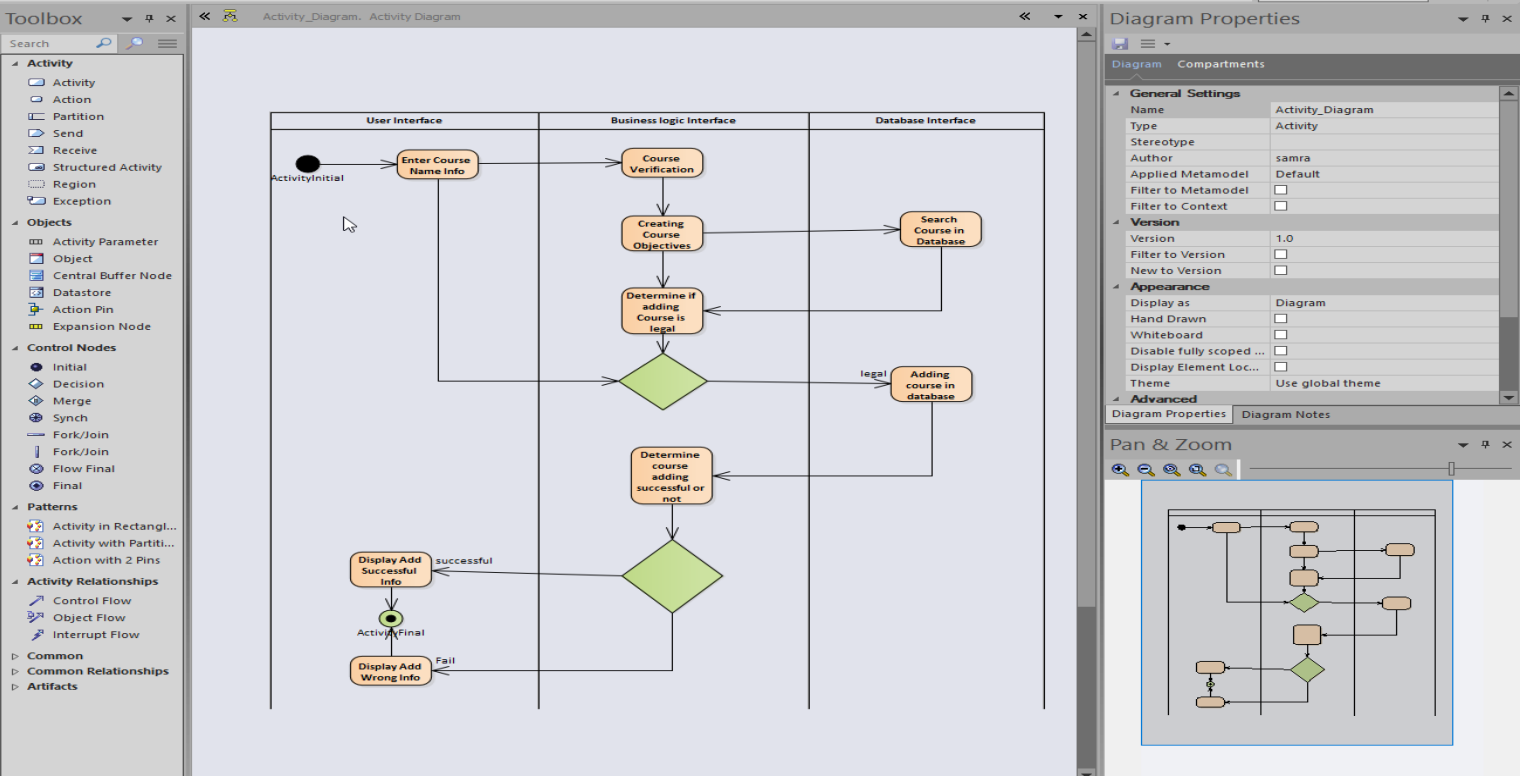 Toolbox
Search
Activity
Activity
Action
Partition
Send
Receive
Structured Activity
Region
Exception
Objects
Activity Parameter
Object
Central Buffer Node
Datastore
Action Pin
Expansion Node
Control Nodes
Initial
Decision
Merge
Synch
Fork/Join
Fork/Join
Flow Final
Final
Patterns
Activity in Rectangl...
Activity with Partiti...
Action with 2 Pins
Activity Relationships
Control Flow
Object Flow
Interrupt Flow
Common
Common Relationships
Artifacts
Activity_Diagram. Activity Diagram
User Interface
Business logic Interface
Database Interface
ActivityInitial
Enter Course
Name Info
Course
Verification
Creating
Course
Objectives
Search
Course in
Database
Determine if
adding
Course is
legal
legal
Adding
course in
database
Determine
course
adding
successful or
not
Display Add
Successful
Info
successful
ActivityFinal
Display Add
Wrong Info
Fail
Diagram Properties
Diagram Compartments
General Settings
Name Activity_Diagram
Type Activity
Stereotype
Author samra
Applied Metamodel Default
Filter to Metamodel
Filter to Context
Version
Version 1.0
Filter to Version
New to Version
Appearance
Display as Diagram
Hand Drawn
Whiteboard
Disable fully scoped ...
Display Element Loc...
Theme Use global theme
Advanced
Diagram Properties Diagram Notes
Pan & Zoom